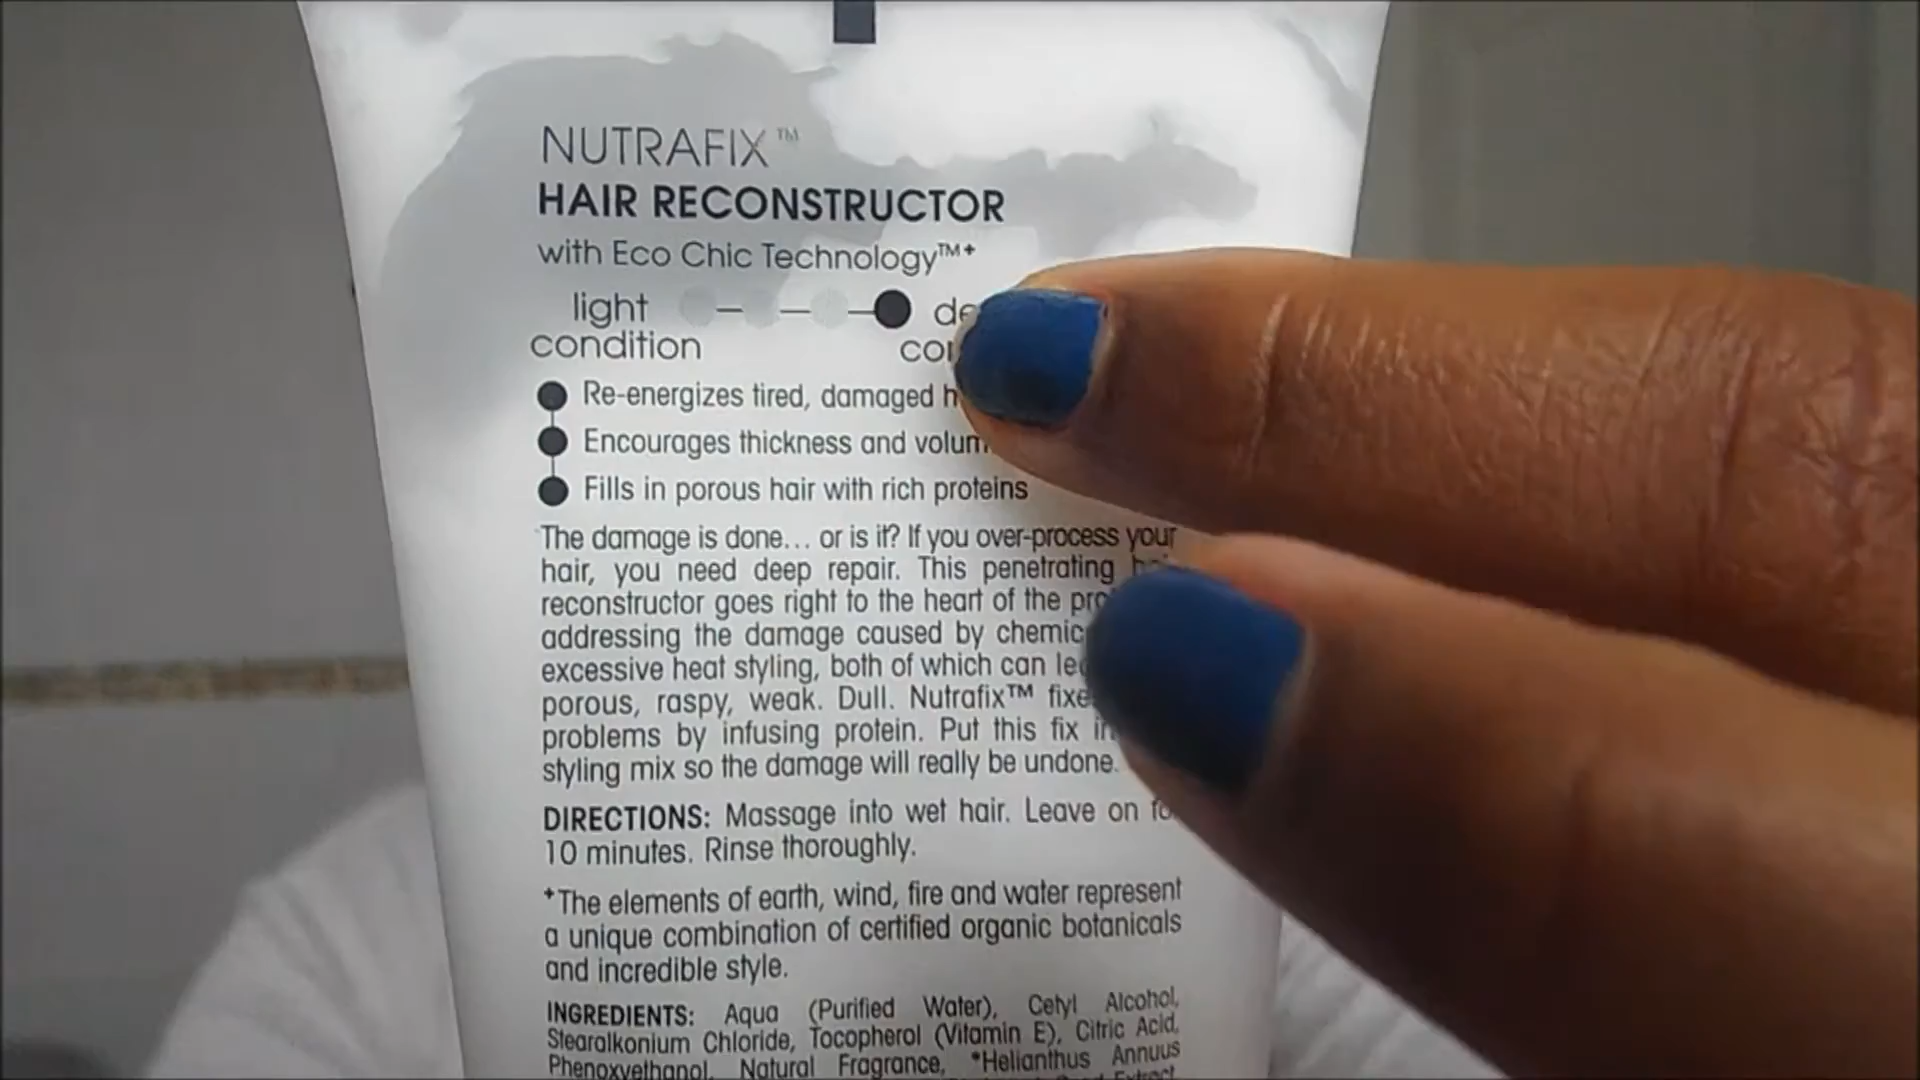 NUTRAFIX™
HAIR RECONSTRUCTOR
with Eco Chic Technology™+
light
condition
Re-energizes tired, damaged
Encourages thickness and
Fills in porous hair with rich proteins
The damage is done... or is it? If you over-process your
hair, you need deep repair. This penetrating
reconstructor goes right to the heart of the
addressing the damage caused by
excessive heat styling, both of which can
porous, raspy, weak. Dull. Nutrafix™
problems by infusing protein. Put this fix
styling mix so the damage will really be undone.
DIRECTIONS: Massage into wet hair. Leave on
10 minutes. Rinse thoroughly.
+The elements of earth, wind, fire and water represent
a unique combination of certified organic botanicals
and incredible style.
INGREDIENTS: Aqua (Purified Water), Cetyl Alcohol,
Stearalkonium Chloride, Tocopherol (Vitamin E), Citric Acid,
Phenoxyethanol, Natural Fragrance, *Helianthus Annuus
Extract